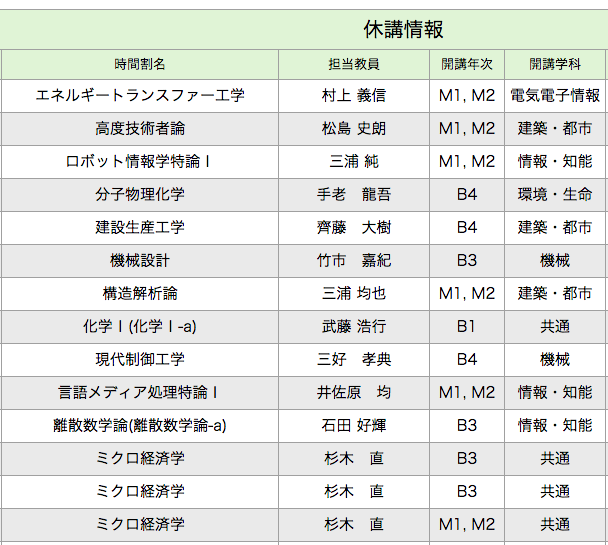 休講情報
時間割名 担当教員 開講年次 開講学科
エネルギートランスファー工学 村上 義信 M1, M2 電気電子情報
高度技術者論 松島 史朗 M1, M2 建築・都市
ロボット情報学特論Ⅰ 三浦 純 M1, M2 情報・知能
分子物理化学 手老 龍吾 B4 環境・生命
建設生産工学 齊藤 大樹 B4 建築・都市
機械設計 竹市 嘉紀 B3 機械
構造解析論 三浦 均也 M1, M2 建築・都市
化学Ⅰ(化学Ⅰ-a) 武藤 浩行 B1 共通
現代制御工学 三好 孝典 B4 機械
言語メディア処理特論Ⅰ 井佐原 均 M1, M2 情報・知能
離散数学論(離散数学論-a) 石田 好輝 B3 情報・知能
ミクロ経済学 杉木 直 B3 共通
ミクロ経済学 杉木 直 B3 共通
ミクロ経済学 杉木 直 M1, M2 共通